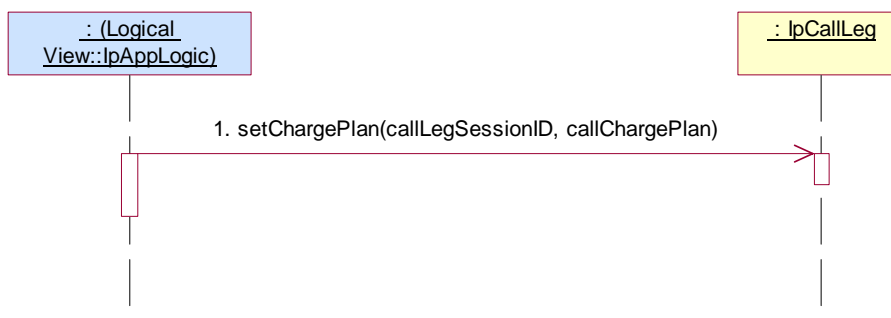 : (Logical
View::IpAppLogic)
: IpCallLeg
1. setChargePlan(callLegSessionID, callChargePlan)